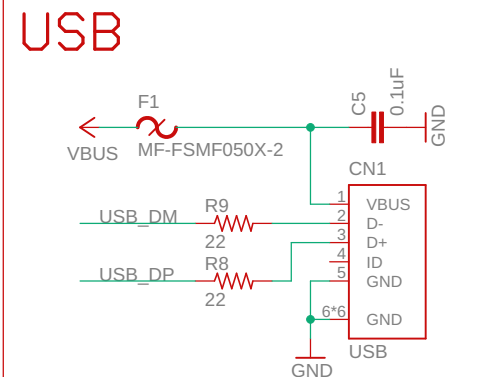 USB
F1
C5
0.1uF
GND
VBUS
MF-FSMF050X-2
CN1
1
VBUS
R9
USB_DM
2
D-
22
3
D+
R8
4
ID
USB_DP
5
GND
22
6*6
GND
USB
GND